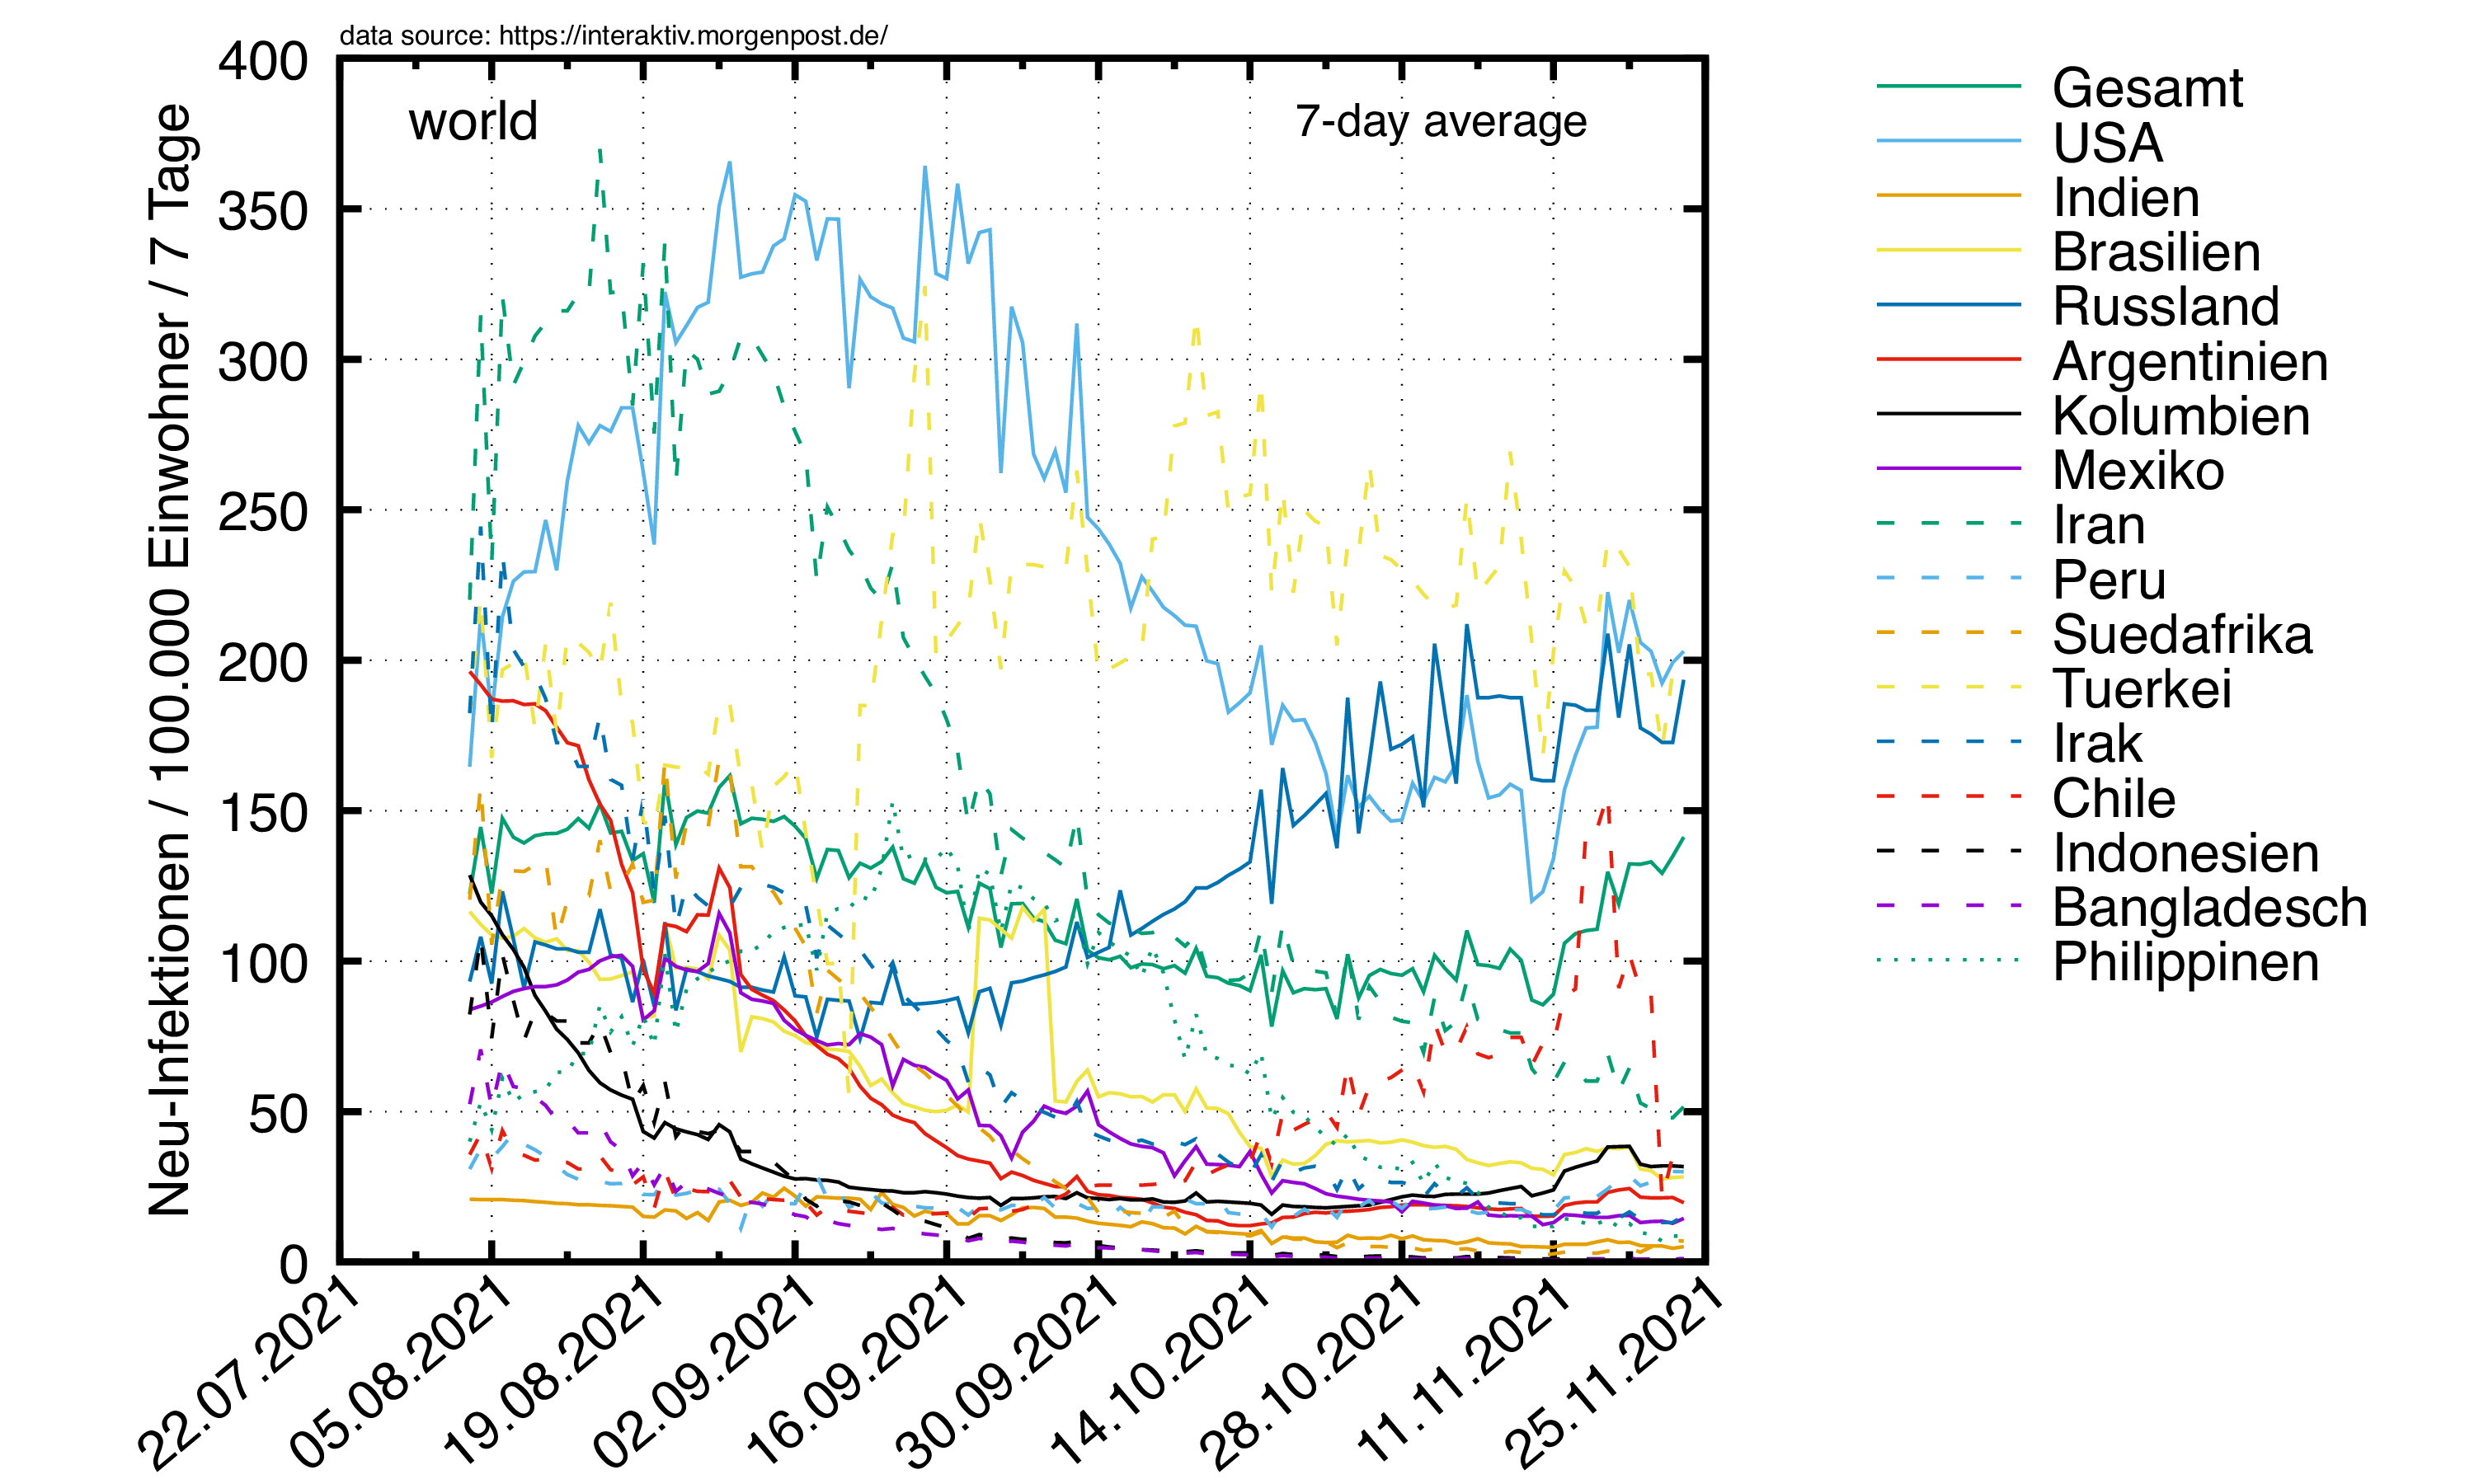 data source: https://interaktiv.morgenpost.de/
world
7-day average
Neu-Infektionen / 100.000 Einwohner / 7 Tage
400
350
300
250
200
150
100
50
0
22.07.2021
05.08.2021
19.08.2021
02.09.2021
16.09.2021
30.09.2021
14.10.2021
28.10.2021
11.11.2021
25.11.2021
Gesamt
USA
Indien
Brasilien
Russland
Argentinien
Kolumbien
Mexiko
Iran
Peru
Suedafrika
Tuerkei
Irak
Chile
Indonesien
Bangladesch
Philippinen